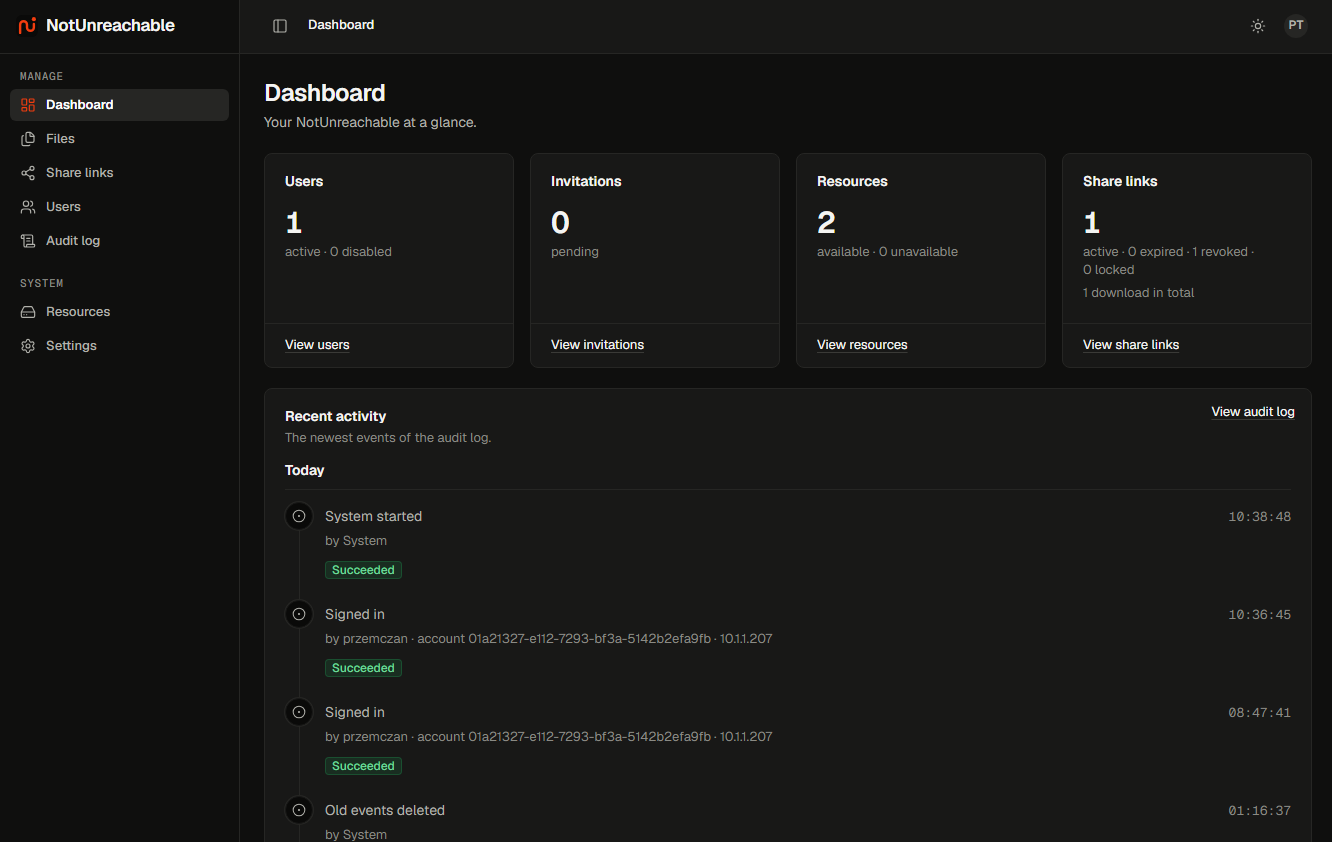 NotUnreachable
Dashboard
PT
MANAGE
Dashboard
Files
Share links
Users
Audit log
SYSTEM
Resources
Settings
Dashboard
Your NotUnreachable at a glance.
Users
1
active · 0 disabled
View users
Invitations
0
pending
View invitations
Resources
2
available · 0 unavailable
View resources
Share links
1
active · 0 expired · 1 revoked ·
0 locked
1 download in total
View share links
Recent activity
View audit log
The newest events of the audit log.
Today
System started
10:38:48
by System
Succeeded
Signed in
10:36:45
by przemczan · account 01a21327-e112-7293-bf3a-5142b2efa9fb · 10.1.1.207
Succeeded
Signed in
08:47:41
by przemczan · account 01a21327-e112-7293-bf3a-5142b2efa9fb · 10.1.1.207
Succeeded
Old events deleted
01:16:37
by System